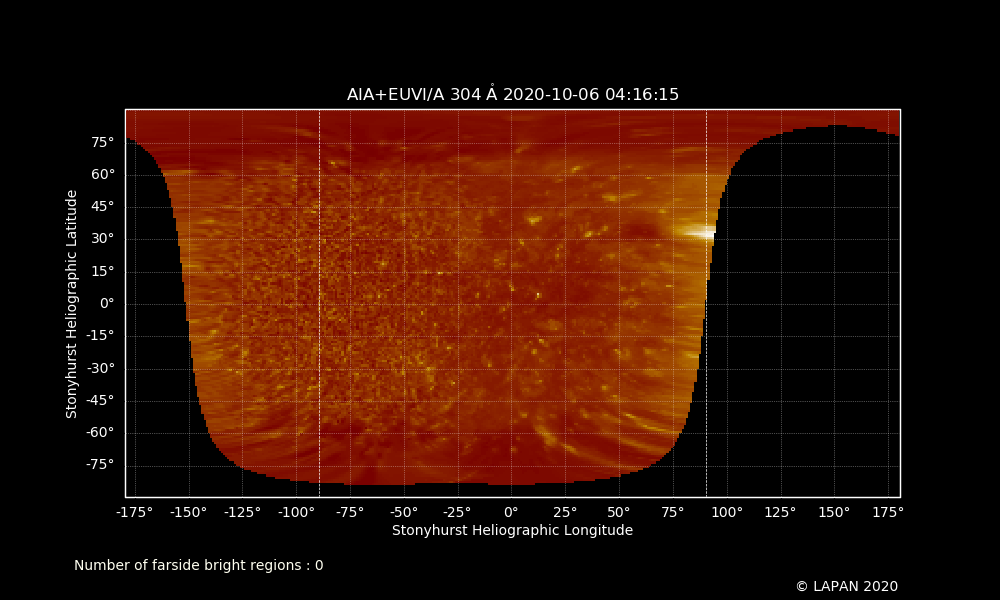 AIA+EUVI/A 304 Å 2020-10-06 04:16:15
75°
60°
45°
30°
15°
0°
-15°
-30°
-45°
-60°
-75°
Stonyhurst Heliographic Latitude
-175° -150° -125° -100° -75° -50° -25° 0° 25° 50° 75° 100° 125° 150° 175°
Stonyhurst Heliographic Longitude
Number of farside bright regions : 0
© LAPAN 2020